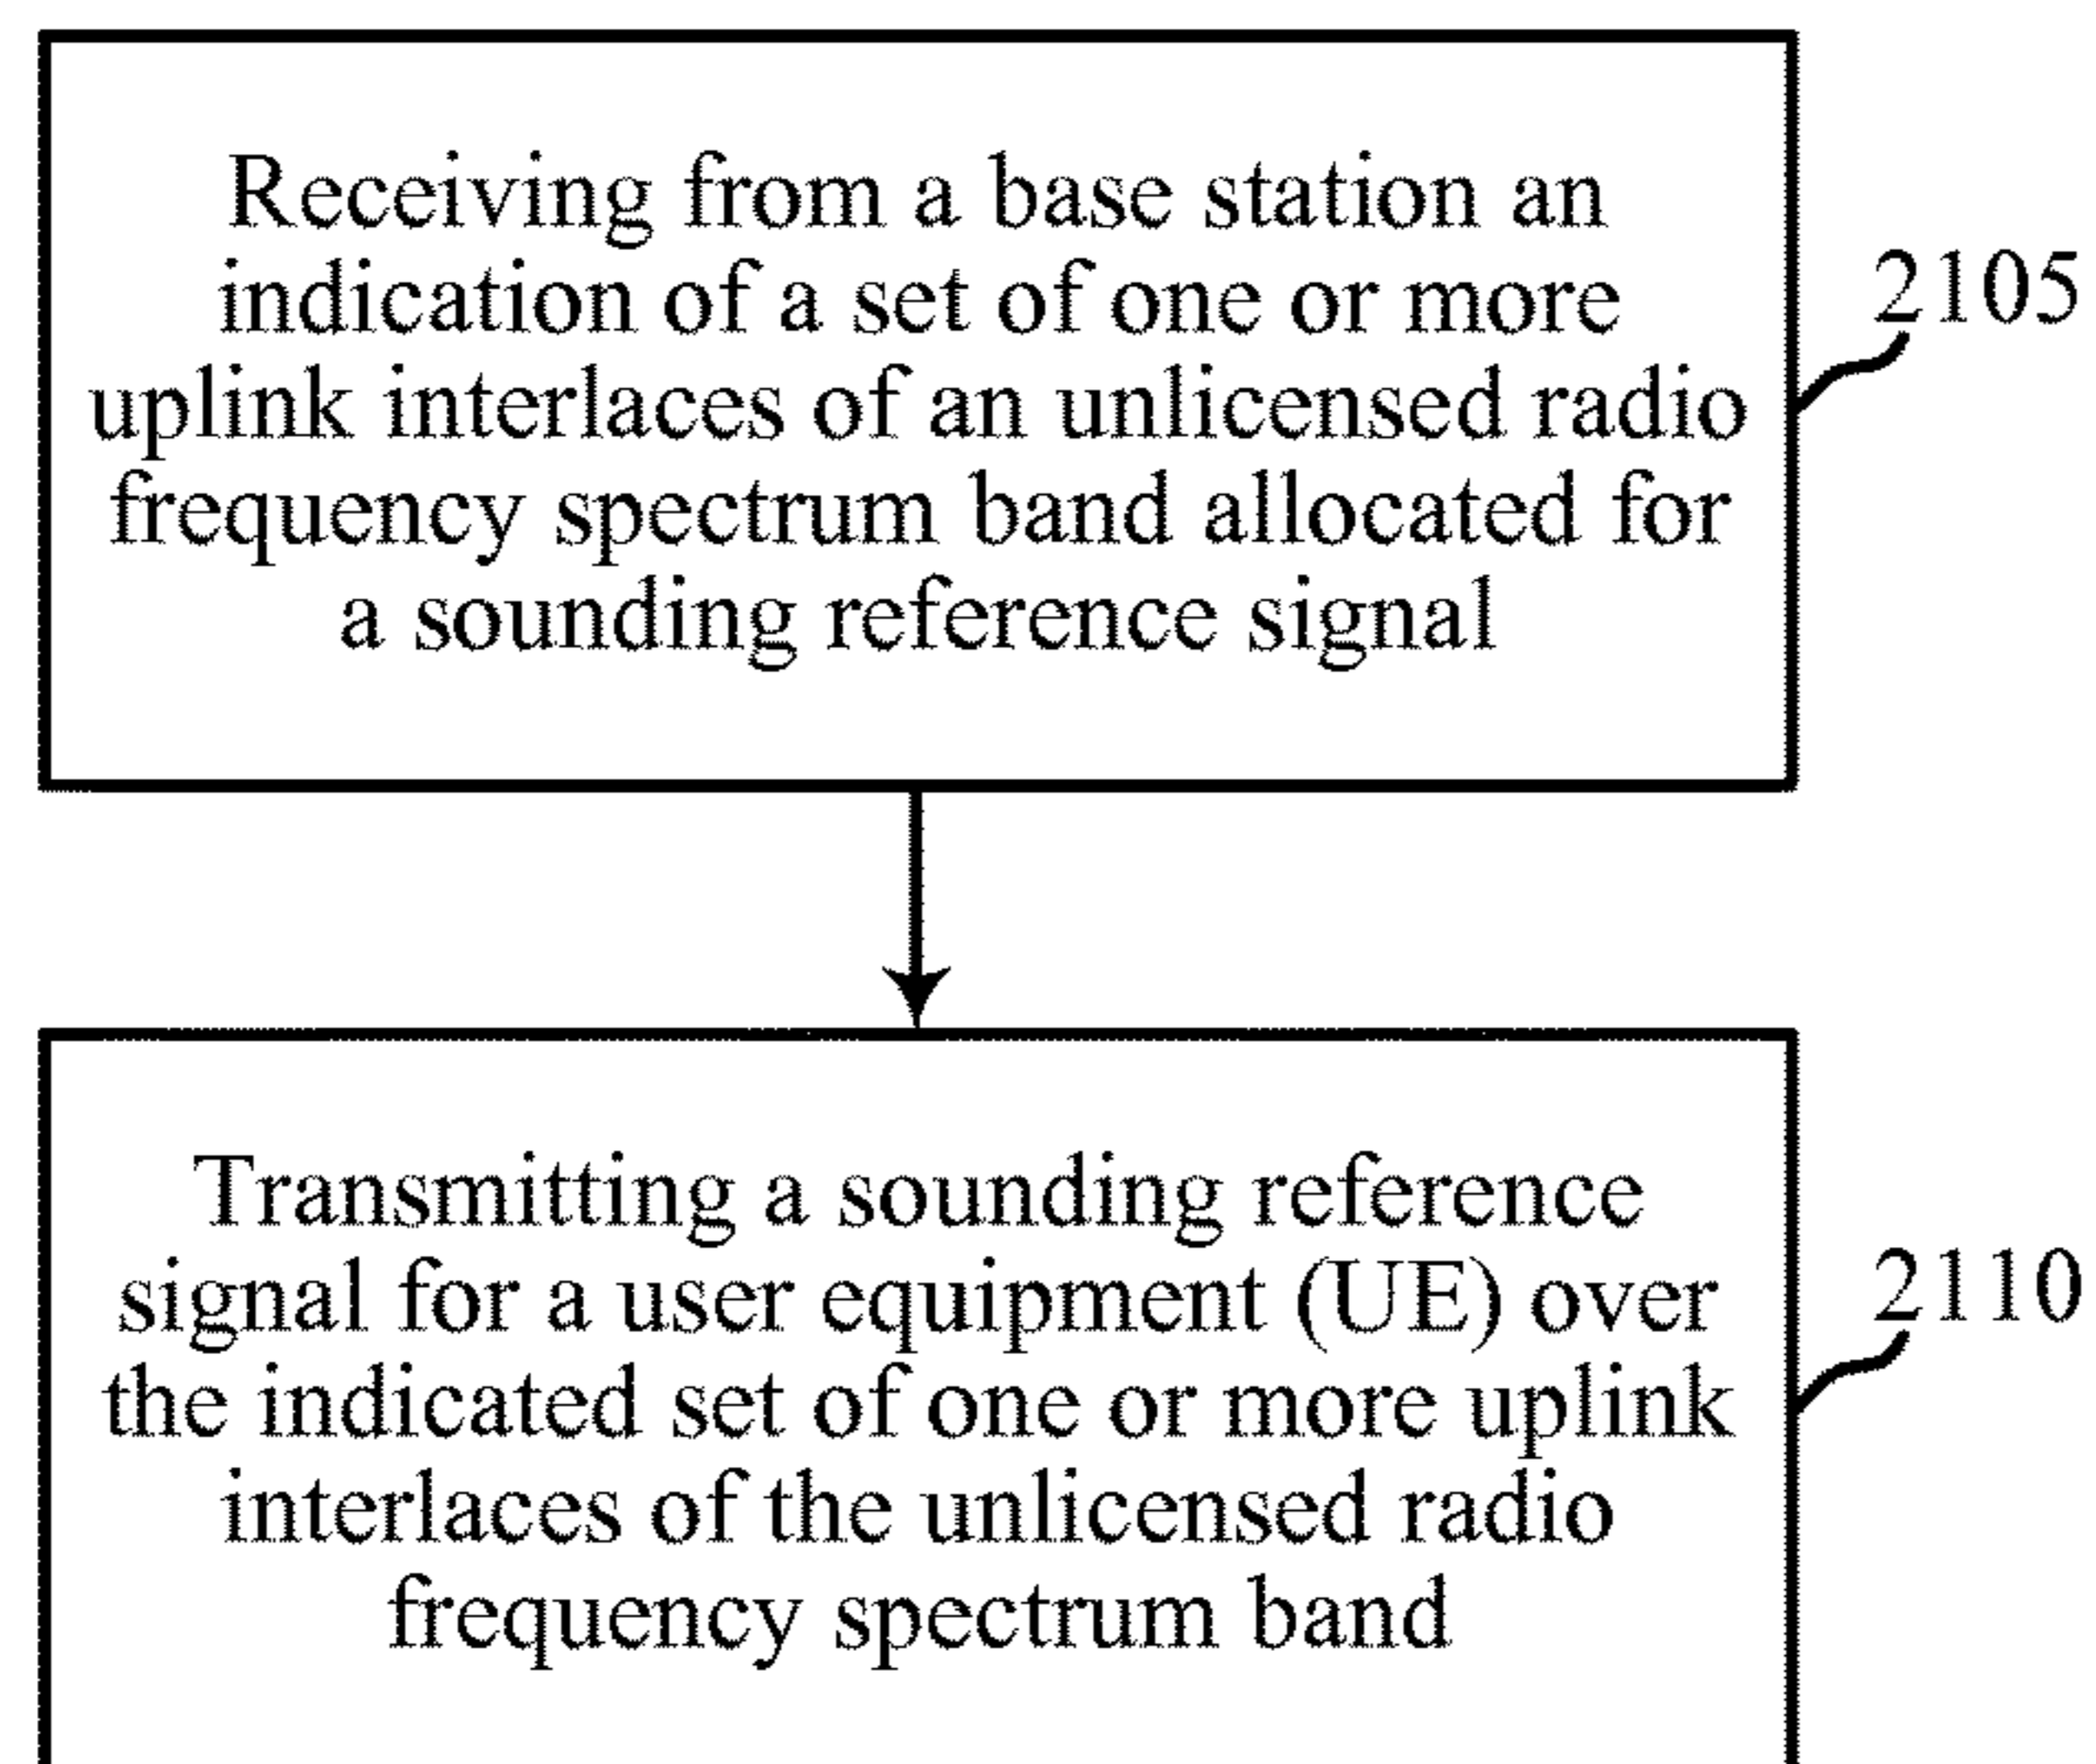 Receiving from a base station an
indication of a set of one or more
uplink interlaces of an unlicensed radio
frequency spectrum band allocated for
a sounding reference signal
2105
Transmitting a sounding reference
signal for a user equipment (UE) over
the indicated set of one or more uplink
interlaces of the unlicensed radio
frequency spectrum band
2110